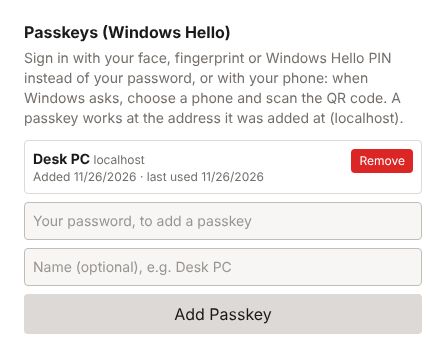 Passkeys (Windows Hello)
Sign in with your face, fingerprint or Windows Hello PIN
instead of your password, or with your phone: when
Windows asks, choose a phone and scan the QR code. A
passkey works at the address it was added at (localhost).
Desk PC localhost
Remove
Added 11/26/2026 · last used 11/26/2026
Your password, to add a passkey
Name (optional), e.g. Desk PC
Add Passkey